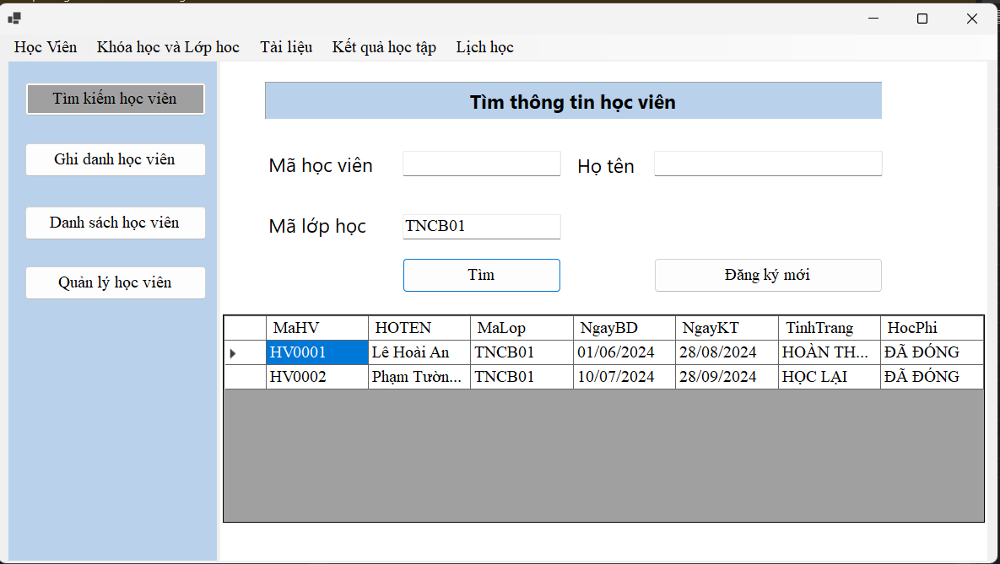 Học Viên Khóa học và Lớp hoc Tài liệu Kết quả học tập Lịch học
Tìm kiếm học viên
Ghi danh học viên
Danh sách học viên
Quản lý học viên
Tìm thông tin học viên
Mã học viên Họ tên
Mã lớp học TNCB01
Tìm Đăng ký mới
MaHV HOTEN MaLop NgayBD NgayKT TinhTrang HocPhi
HV0001 Lê Hoài An TNCB01 01/06/2024 28/08/2024 HOÀN TH... ĐÃ ĐÓNG
HV0002 Phạm Tườn... TNCB01 10/07/2024 28/09/2024 HỌC LẠI ĐÃ ĐÓNG